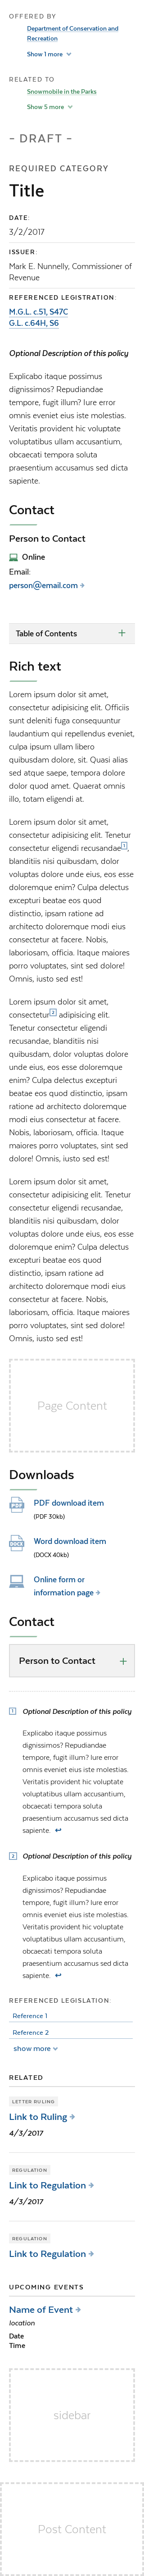 OFFERED BY
Department of Conservation and
Recreation
Show 1 more
RELATED TO
Snowmobile in the Parks
Show 5 more
– DRAFT –
REQUIRED CATEGORY
Title
DATE:
3/2/2017
ISSUER:
Mark E. Nunnelly, Commissioner of
Revenue
REFERENCED LEGISTRATION:
M.G.L. c.51, S47C
G.L. c.64H, S6
Optional Description of this policy
Explicabo itaque possimus
dignissimos? Repudiandae
tempore, fugit illum? Iure error
omnis eveniet eius iste molestias.
Veritatis provident hic voluptate
voluptatibus ullam accusantium,
obcaecati tempora soluta
praesentium accusamus sed dicta
sapiente.
Contact
Person to Contact
Online
Email:
person@email.com
Table of Contents
Rich text
Lorem ipsum dolor sit amet,
consectetur adipisicing elit. Officiis
sunt deleniti fuga consequuntur
laudantium qui repellendus eveniet,
culpa ipsum ullam libero
quibusdam dolore, sit. Quasi alias
sed atque saepe, tempora dolore
dolor quod amet. Quaerat omnis
illo, totam eligendi at.
Lorem ipsum dolor sit amet,
consectetur adipisicing elit. Tenetur
consectetur eligendi recusandae 1,
blanditiis nisi quibusdam, dolor
voluptas dolore unde eius, eos esse
doloremque enim? Culpa delectus
excepturi beatae eos quod
distinctio, ipsam ratione ad
architecto doloremque modi eius
consectetur at facere. Nobis,
laboriosam, officia. Itaque maiores
porro voluptates, sint sed dolore!
Omnis, iusto sed est!
Lorem ipsum dolor sit amet,
consectetur 2 adipisicing elit.
Tenetur consectetur eligendi
recusandae, blanditiis nisi
quibusdam, dolor voluptas dolore
unde eius, eos esse doloremque
enim? Culpa delectus excepturi
beatae eos quod distinctio, ipsam
ratione ad architecto doloremque
modi eius consectetur at facere.
Nobis, laboriosam, officia. Itaque
maiores porro voluptates, sint sed
dolore! Omnis, iusto sed est!
Lorem ipsum dolor sit amet,
consectetur adipisicing elit. Tenetur
consectetur eligendi recusandae,
blanditiis nisi quibusdam, dolor
voluptas dolore unde eius, eos esse
doloremque enim? Culpa delectus
excepturi beatae eos quod
distinctio, ipsam ratione ad
architecto doloremque modi eius
consectetur at facere. Nobis,
laboriosam, officia. Itaque maiores
porro voluptates, sint sed dolore!
Omnis, iusto sed est!
Page Content
Downloads
PDF
PDF download item
(PDF 30kb)
DOCX
Word download item
(DOCX 40kb)
Online form or
information page
Contact
Person to Contact
1 Optional Description of this policy
Explicabo itaque possimus
dignissimos? Repudiandae
tempore, fugit illum? Iure error
omnis eveniet eius iste molestias.
Veritatis provident hic voluptate
voluptatibus ullam accusantium,
obcaecati tempora soluta
praesentium accusamus sed dicta
sapiente.
2 Optional Description of this policy
Explicabo itaque possimus
dignissimos? Repudiandae
tempore, fugit illum? Iure error
omnis eveniet eius iste molestias.
Veritatis provident hic voluptate
voluptatibus ullam accusantium,
obcaecati tempora soluta
praesentium accusamus sed dicta
sapiente.
REFERENCED LEGISLATION:
Reference 1
Reference 2
show more
RELATED
LETTER RULING
Link to Ruling
4/3/2017
REGULATION
Link to Regulation
4/3/2017
REGULATION
Link to Regulation
UPCOMING EVENTS
Name of Event
location
Date
Time
sidebar
Post Content